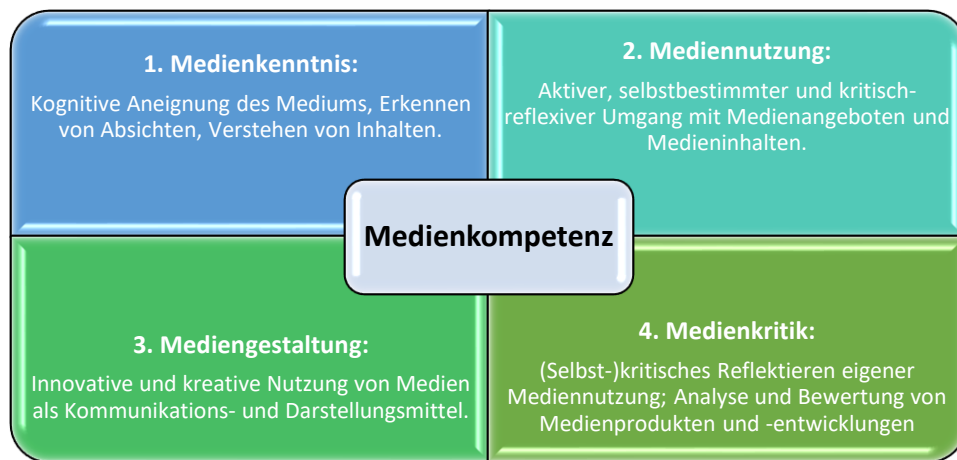 1. Medienkenntnis:
Kognitive Aneignung des Mediums, Erkennen
von Absichten, Verstehen von Inhalten.
2. Mediennutzung:
Aktiver, selbstbestimmter und kritisch-
reflexiver Umgang mit Medienangeboten und
Medieninhalten.
Medienkompetenz
3. Mediengestaltung:
Innovative und kreative Nutzung von Medien
als Kommunikations- und Darstellungsmittel.
4. Medienkritik:
(Selbst-)kritisches Reflektieren eigener
Mediennutzung; Analyse und Bewertung von
Medienprodukten und -entwicklungen